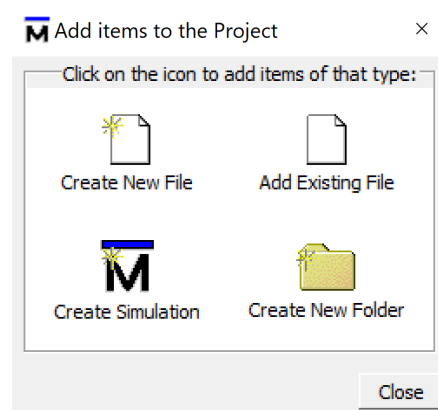 Add items to the Project
Click on the icon to add items of that type:
Create New File
Add Existing File
Create Simulation
Create New Folder
Close